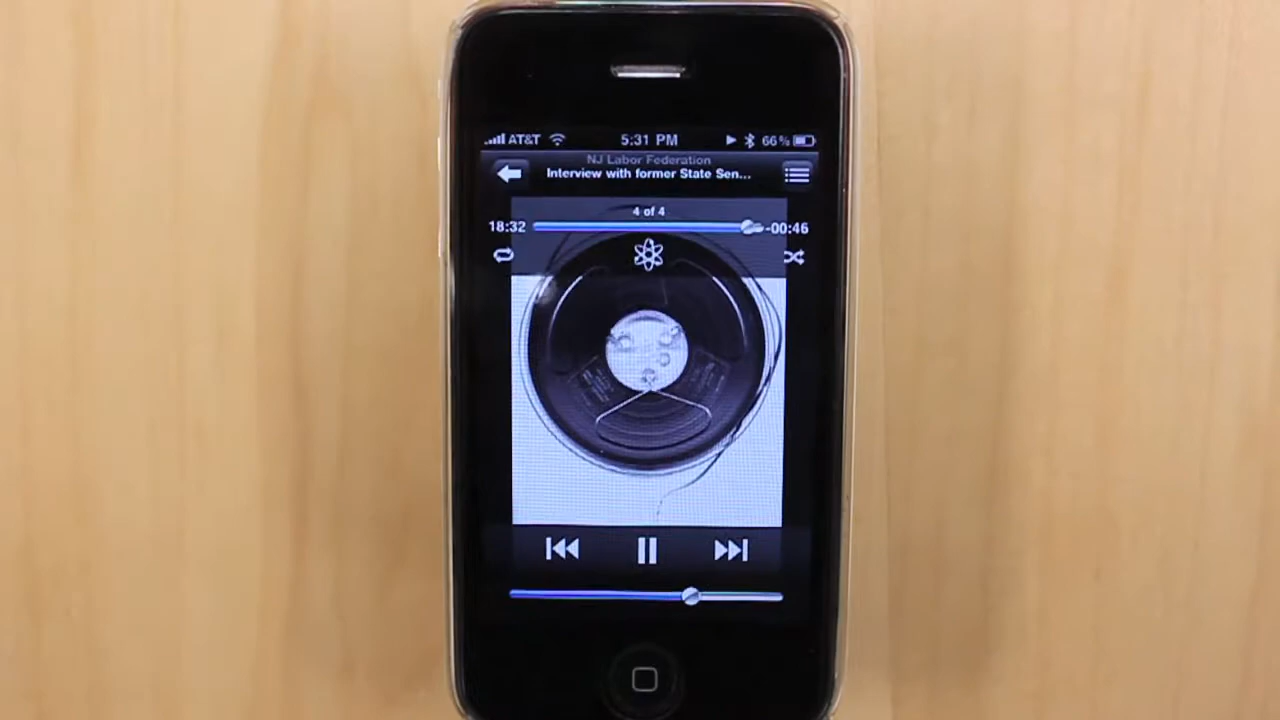 AT&T 5:31 PM 66%
NJ Labor Federation
Interview with former State Sen...
4 of 4
18:32 -00:46